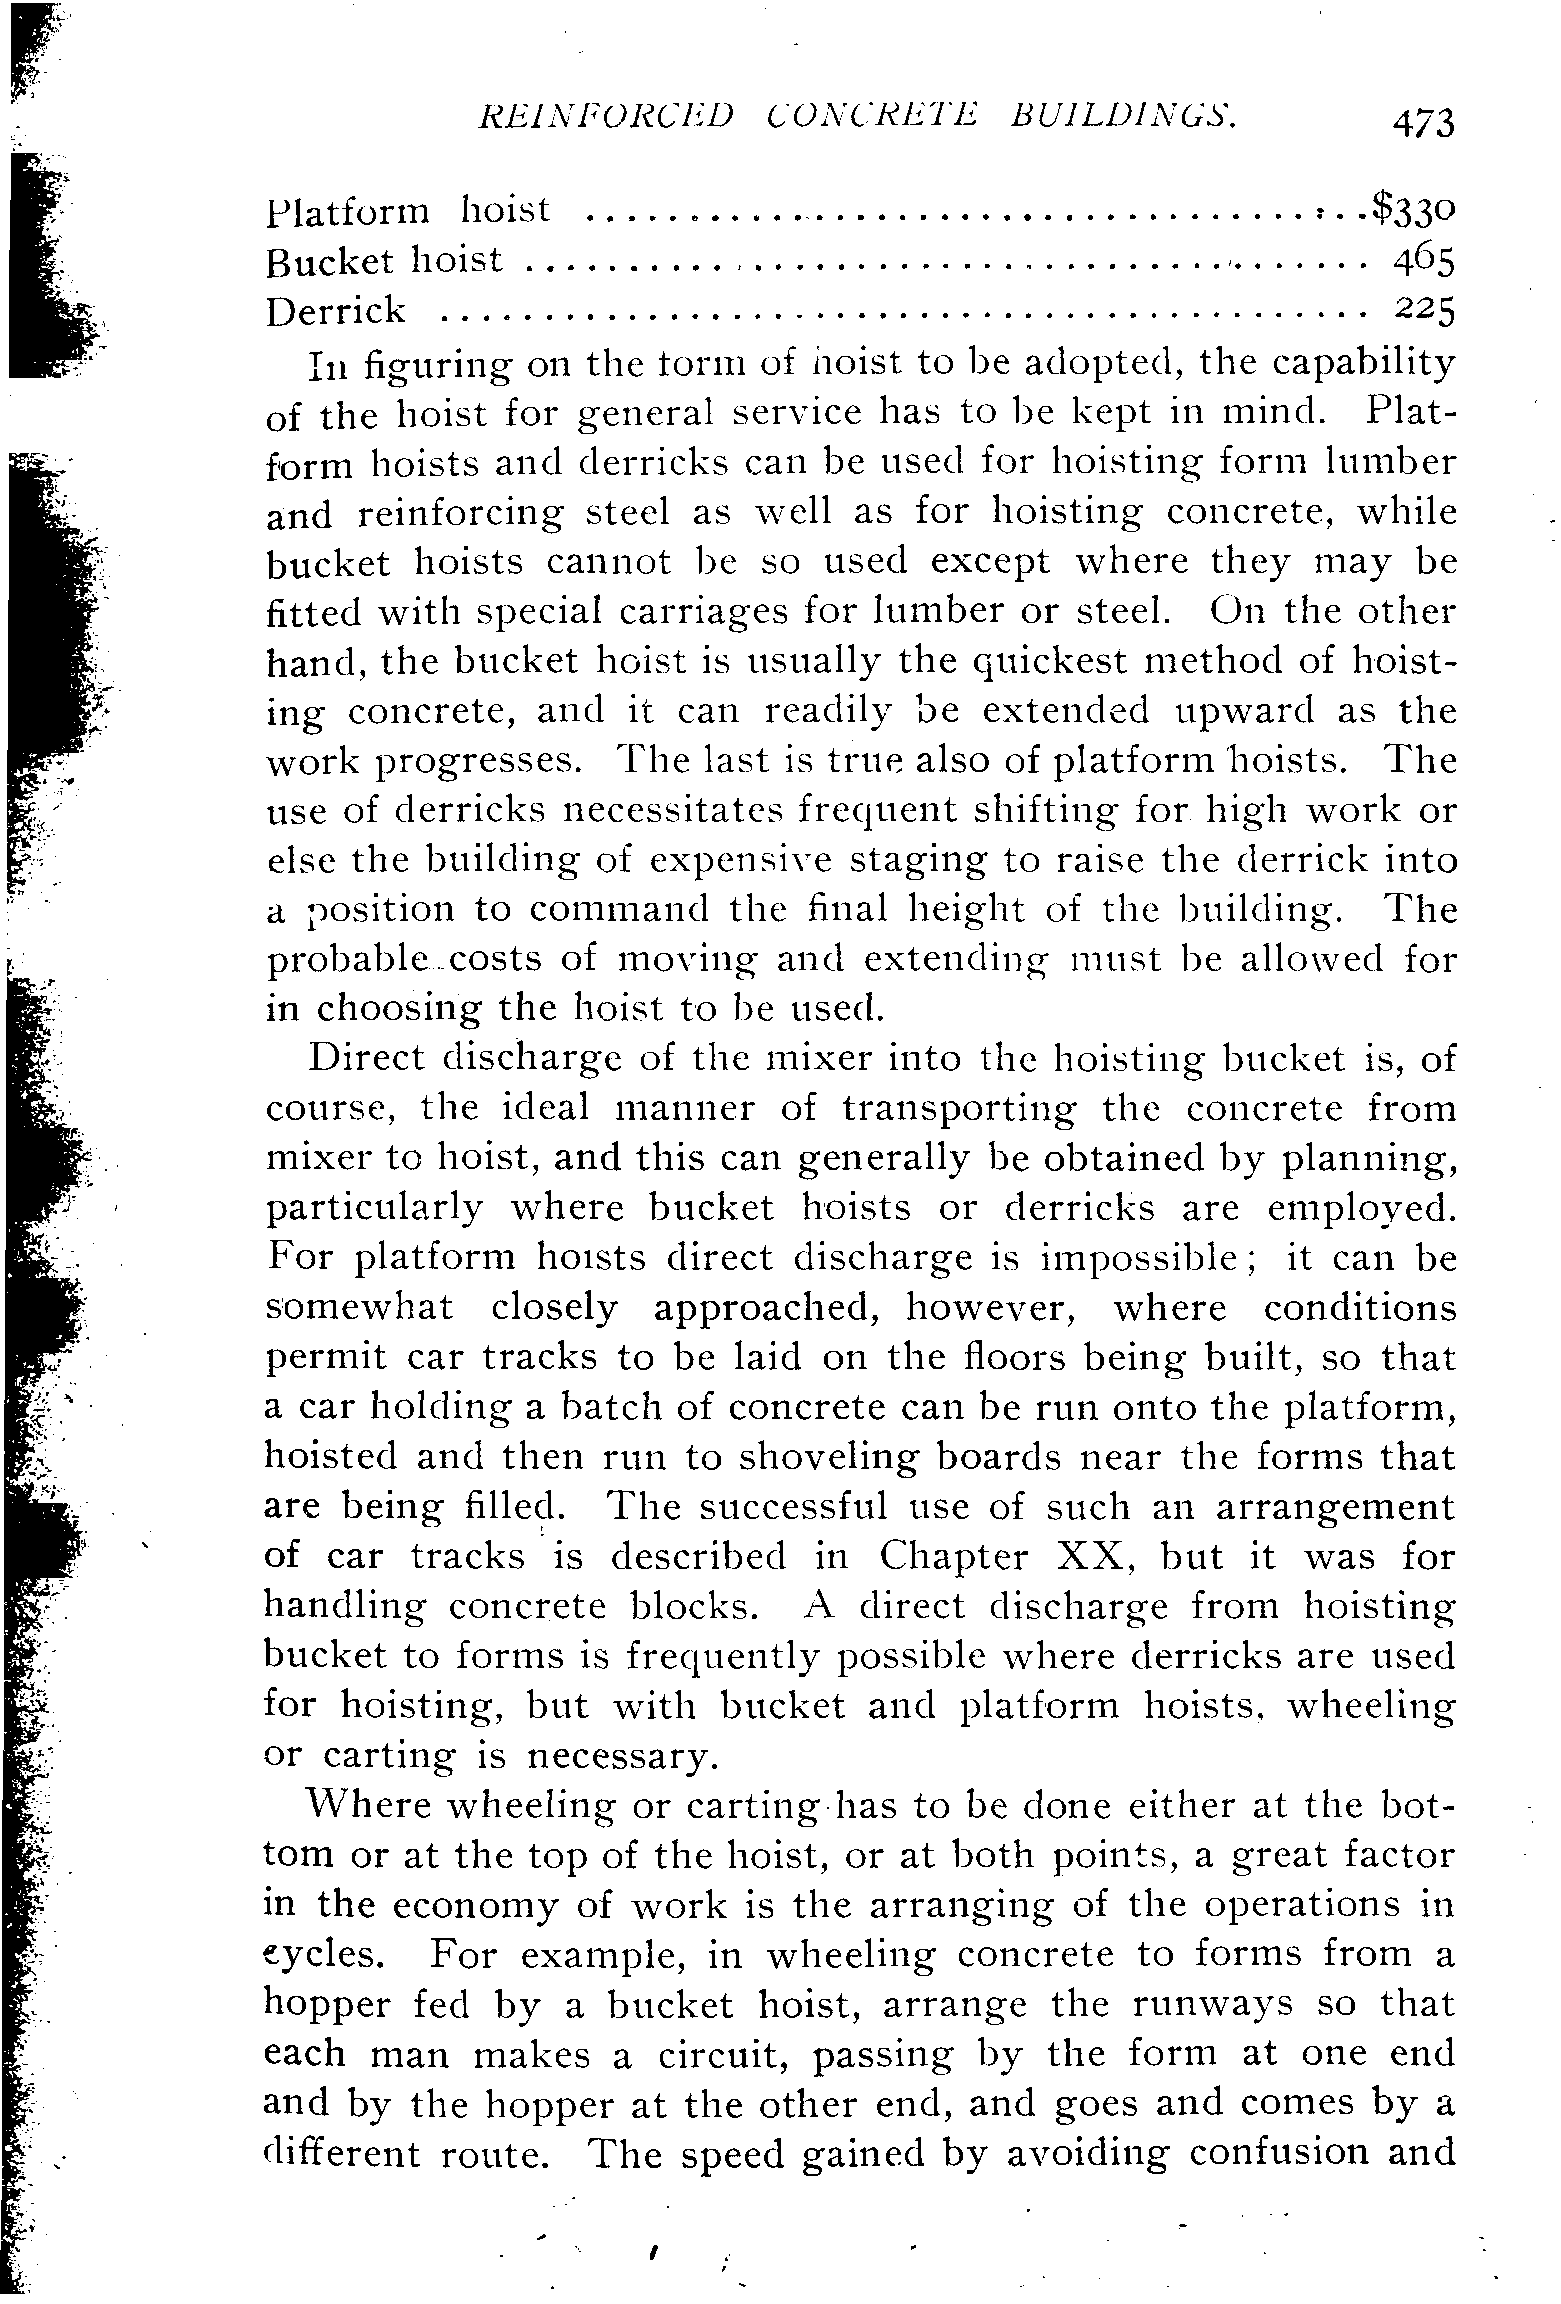 REINFORCED CONCRETE BUILDINGS. 473
Platform hoist ........................................$330
Bucket hoist ........................................ 465
Derrick ............................................. 225
In figuring on the form of hoist to be adopted, the capability
of the hoist for general service has to be kept in mind. Plat-
form hoists and derricks can be used for hoisting form lumber
and reinforcing steel as well as for hoisting concrete, while
bucket hoists cannot be so used except where they may be
fitted with special carriages for lumber or steel. On the other
hand, the bucket hoist is usually the quickest method of hoist-
ing concrete, and it can readily be extended upward as the
work progresses. The last is true also of platform hoists. The
use of derricks necessitates frequent shifting for high work or
else the building of expensive staging to raise the derrick into
a position to command the final height of the building. The
probable costs of moving and extending must be allowed for
in choosing the hoist to be used.
Direct discharge of the mixer into the hoisting bucket is, of
course, the ideal manner of transporting the concrete from
mixer to hoist, and this can generally be obtained by planning,
particularly where bucket hoists or derricks are employed.
For platform hoists direct discharge is impossible; it can be
somewhat closely approached, however, where conditions
permit car tracks to be laid on the floors being built, so that
a car holding a batch of concrete can be run onto the platform,
hoisted and then run to shoveling boards near the forms that
are being filled. The successful use of such an arrangement
of car tracks is described in Chapter XX, but it was for
handling concrete blocks. A direct discharge from hoisting
bucket to forms is frequently possible where derricks are used
for hoisting, but with bucket and platform hoists, wheeling
or carting is necessary.
Where wheeling or carting has to be done either at the bot-
tom or at the top of the hoist, or at both points, a great factor
in the economy of work is the arranging of the operations in
cycles. For example, in wheeling concrete to forms from a
hopper fed by a bucket hoist, arrange the runways so that
each man makes a circuit, passing by the form at one end
and by the hopper at the other end, and goes and comes by a
different route. The speed gained by avoiding confusion and